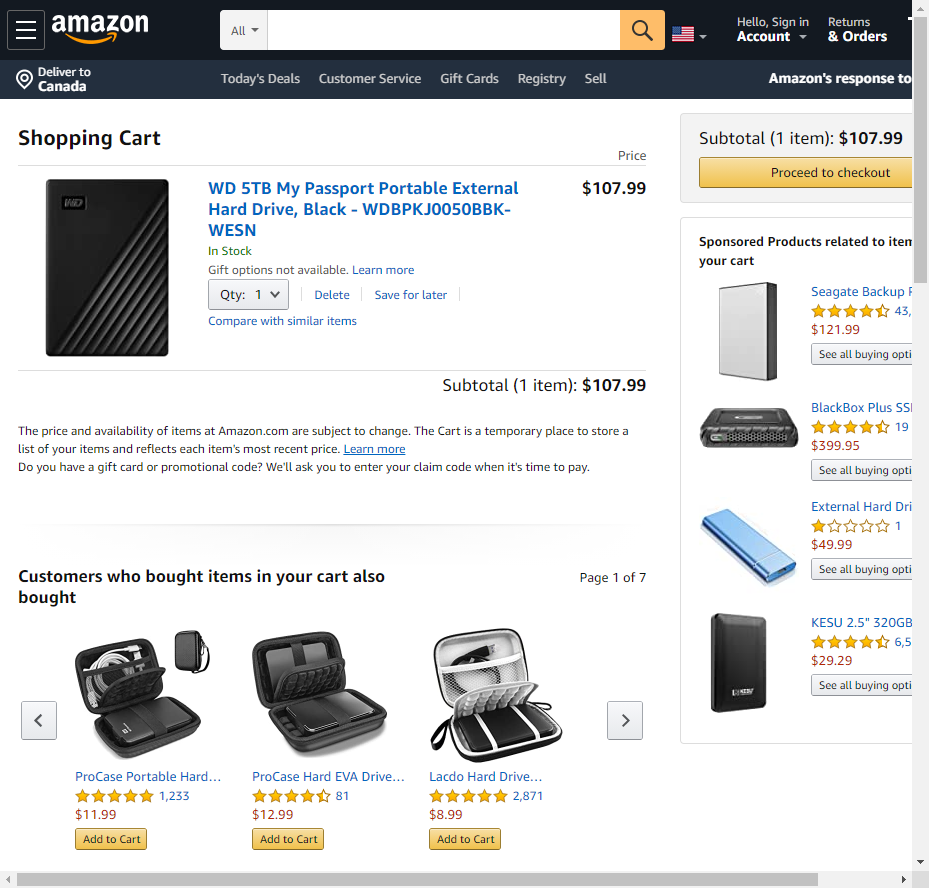 amazon
All
Hello, Sign in
Account
Returns
& Orders
Deliver to
Canada
Today's Deals
Customer Service
Gift Cards
Registry
Sell
Amazon's response to
Shopping Cart
Price
WD
WD 5TB My Passport Portable External
Hard Drive, Black - WDBPKJ0050BBK-
WESN
$107.99
In Stock
Gift options not available. Learn more
Qty: 1
Delete
Save for later
Compare with similar items
Subtotal (1 item): $107.99
The price and availability of items at Amazon.com are subject to change. The Cart is a temporary place to store a
list of your items and reflects each item's most recent price. Learn more
Do you have a gift card or promotional code? We'll ask you to enter your claim code when it's time to pay.
Customers who bought items in your cart also
bought
Page 1 of 7
ProCase Portable Hard…
1,233
$11.99
Add to Cart
ProCase Hard EVA Drive…
81
$12.99
Add to Cart
Lacdo Hard Drive…
2,871
$8.99
Add to Cart
Subtotal (1 item): $107.99
Proceed to checkout
Sponsored Products related to item
your cart
Seagate Backup P
43,
$121.99
See all buying opti
BlackBox Plus SSI
19
$399.95
See all buying opti
External Hard Dri
1
$49.99
See all buying opti
KESU
KESU 2.5" 320GB
6,5
$29.29
See all buying opti